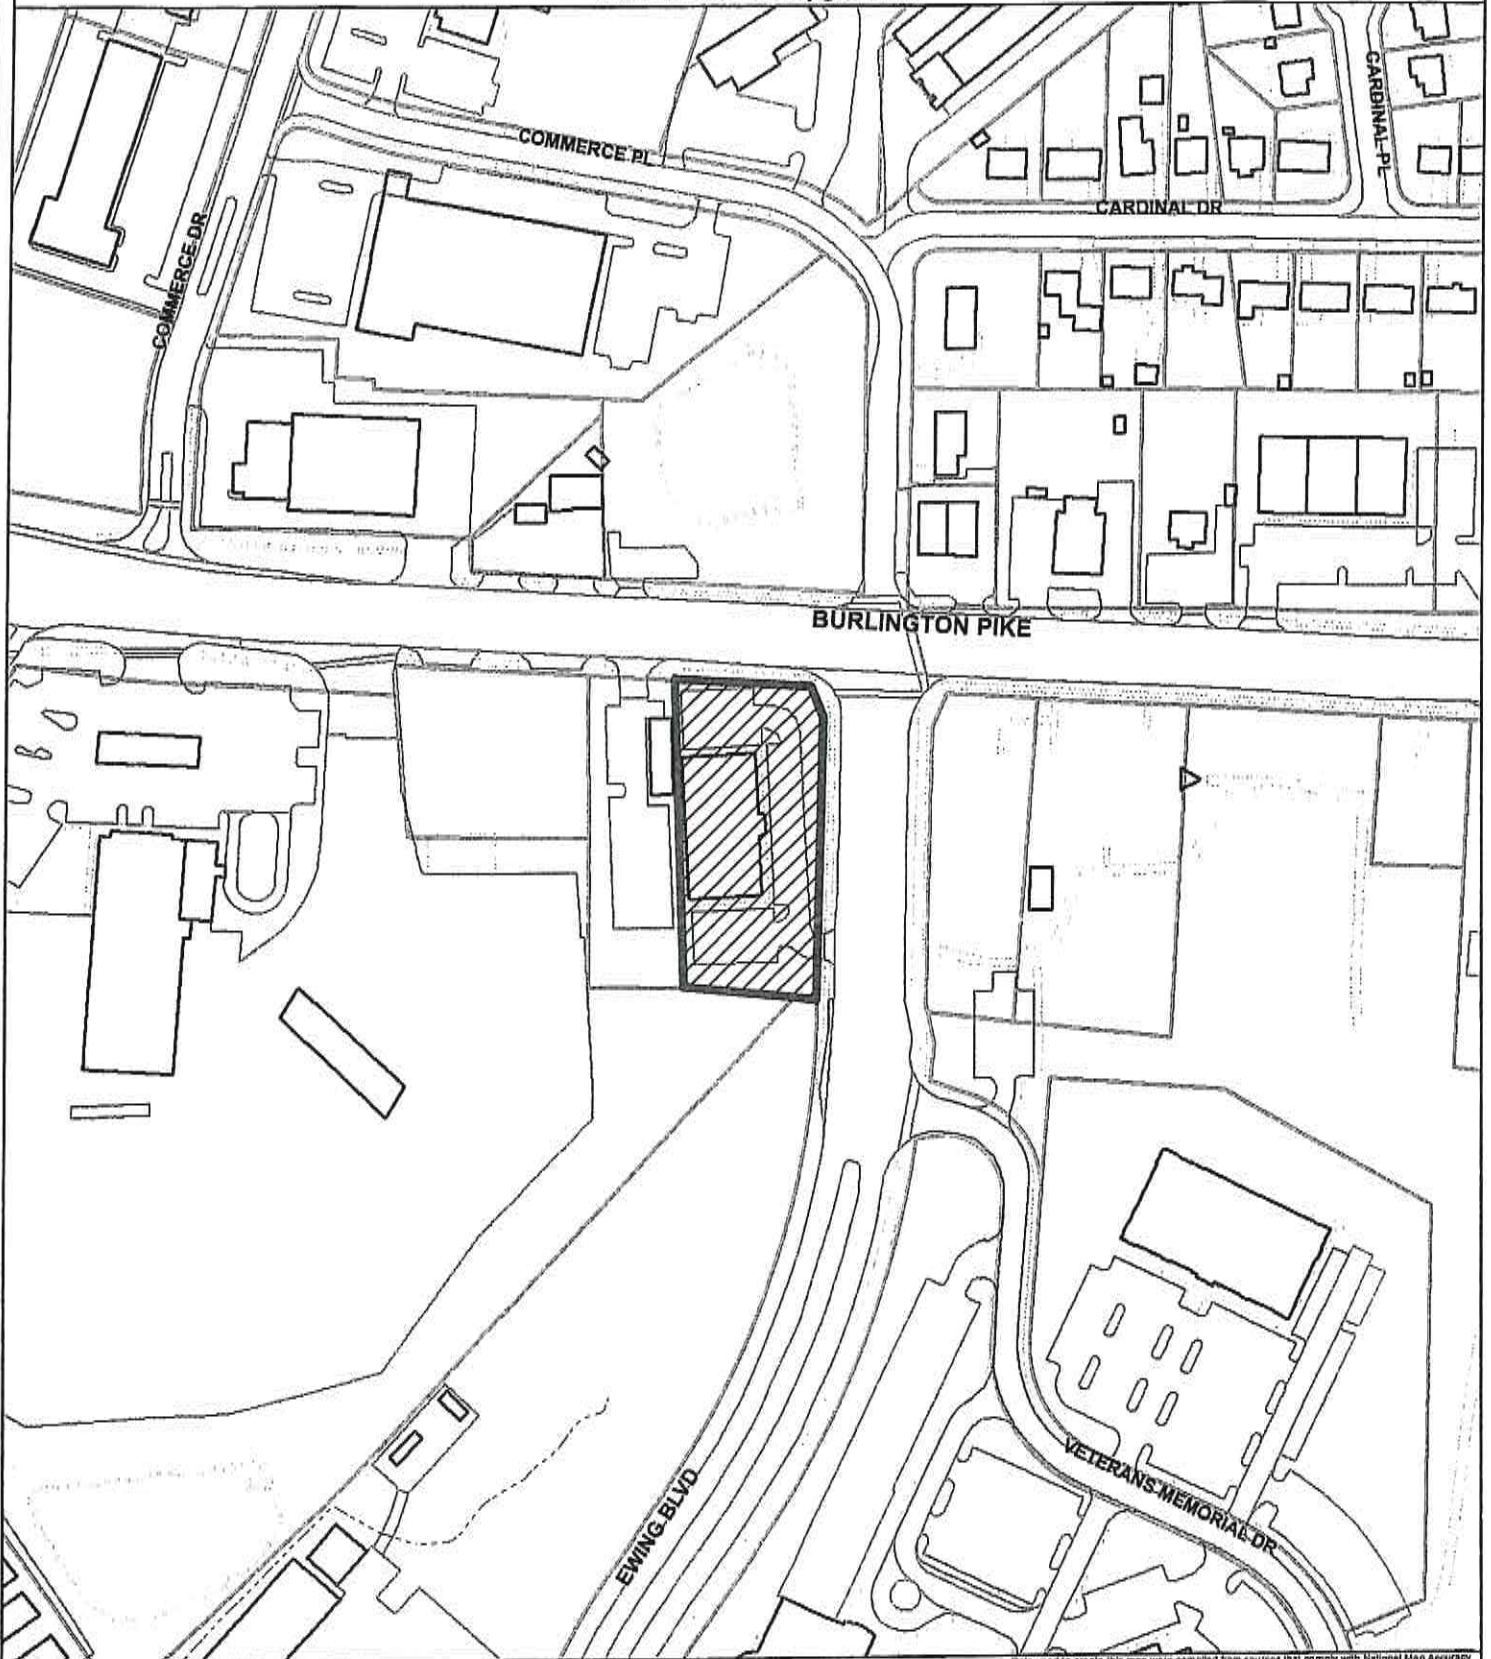 COMMERCE PL
CARDINAL PL
CARDINAL DR
COMMERCE DR
BURLINGTON PIKE
EWING BLVD
VETERANS MEMORIAL DR